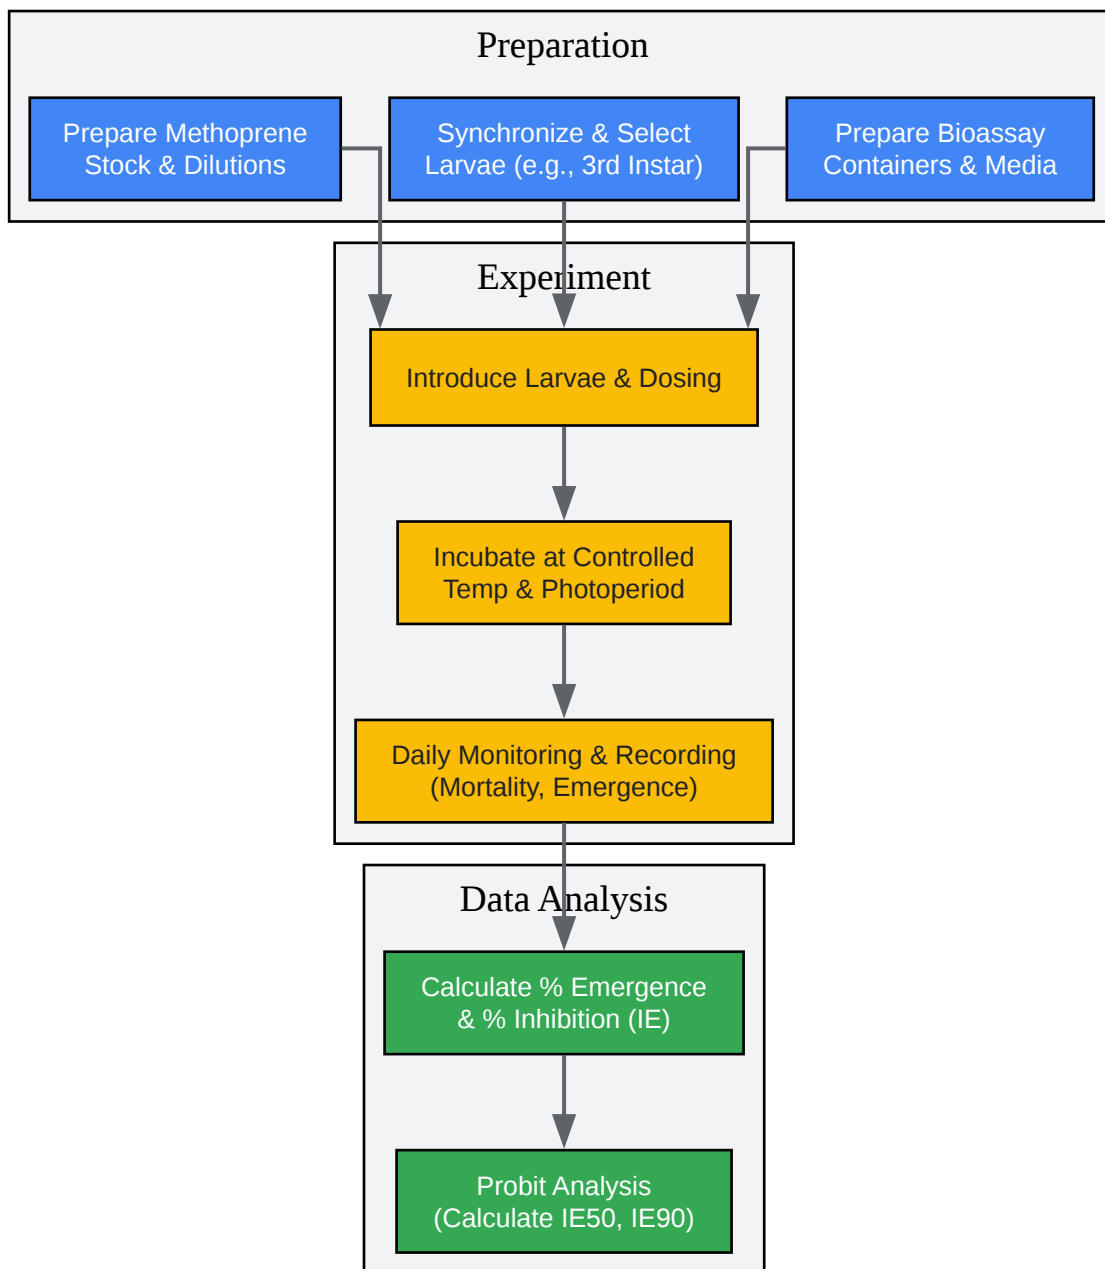 Preparation
Prepare Methoprene
Stock & Dilutions
Synchronize & Select
Larvae (e.g., 3rd Instar)
Prepare Bioassay
Containers & Media
Experiment
Introduce Larvae & Dosing
Incubate at Controlled
Temp & Photoperiod
Daily Monitoring & Recording
(Mortality, Emergence)
Data Analysis
Calculate % Emergence
& % Inhibition (IE)
Probit Analysis
(Calculate IE50, IE90)